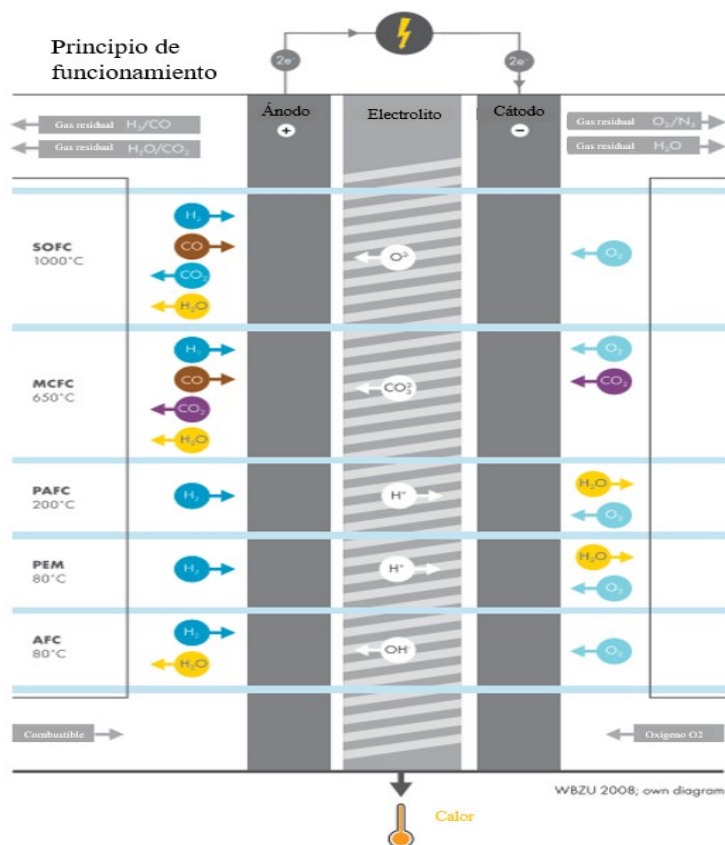 Principio de
funcionamiento
2e⁻
2e⁻
Ánodo
+
Electrolito
Cátodo
−
Gas residual H₂/CO
Gas residual H₂O/CO₂
Gas residual O₂/N₂
Gas residual H₂O
SOFC
1000°C
H₂
CO
CO₂
H₂O
O²⁻
O₂
MCFC
650°C
H₂
CO
CO₂
H₂O
CO₃²⁻
O₂
CO₂
PAFC
200°C
H₂
H⁺
H₂O
O₂
PEM
80°C
H₂
H⁺
H₂O
O₂
AFC
80°C
H₂
H₂O
OH⁻
O₂
Combustible
Oxígeno O2
WBZU 2008; own diagram
Calor